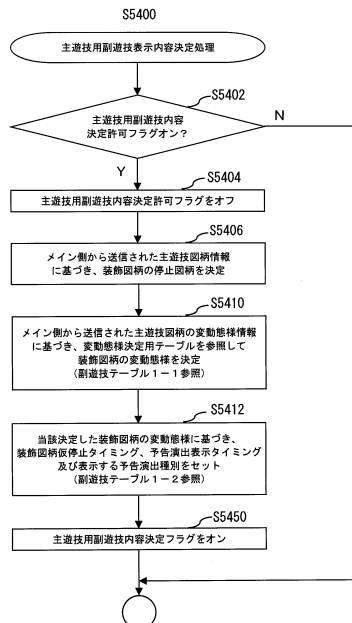 S5400
主遊技用副遊技表示内容決定処理
S5402
主遊技用副遊技内容
決定許可フラグオン？
N
Y
S5404
主遊技用副遊技内容決定許可フラグをオフ
S5406
メイン側から送信された主遊技図柄情報
に基づき、装飾図柄の停止図柄を決定
S5410
メイン側から送信された主遊技図柄の変動態様情報
に基づき、変動態様決定用テーブルを参照して
装飾図柄の変動態様を決定
（副遊技テーブル１－１参照）
S5412
当該決定した装飾図柄の変動態様に基づき、
装飾図柄仮停止タイミング、予告演出表示タイミング
及び表示する予告演出種別をセット
（副遊技テーブル１－２参照）
S5450
主遊技用副遊技内容決定フラグをオン